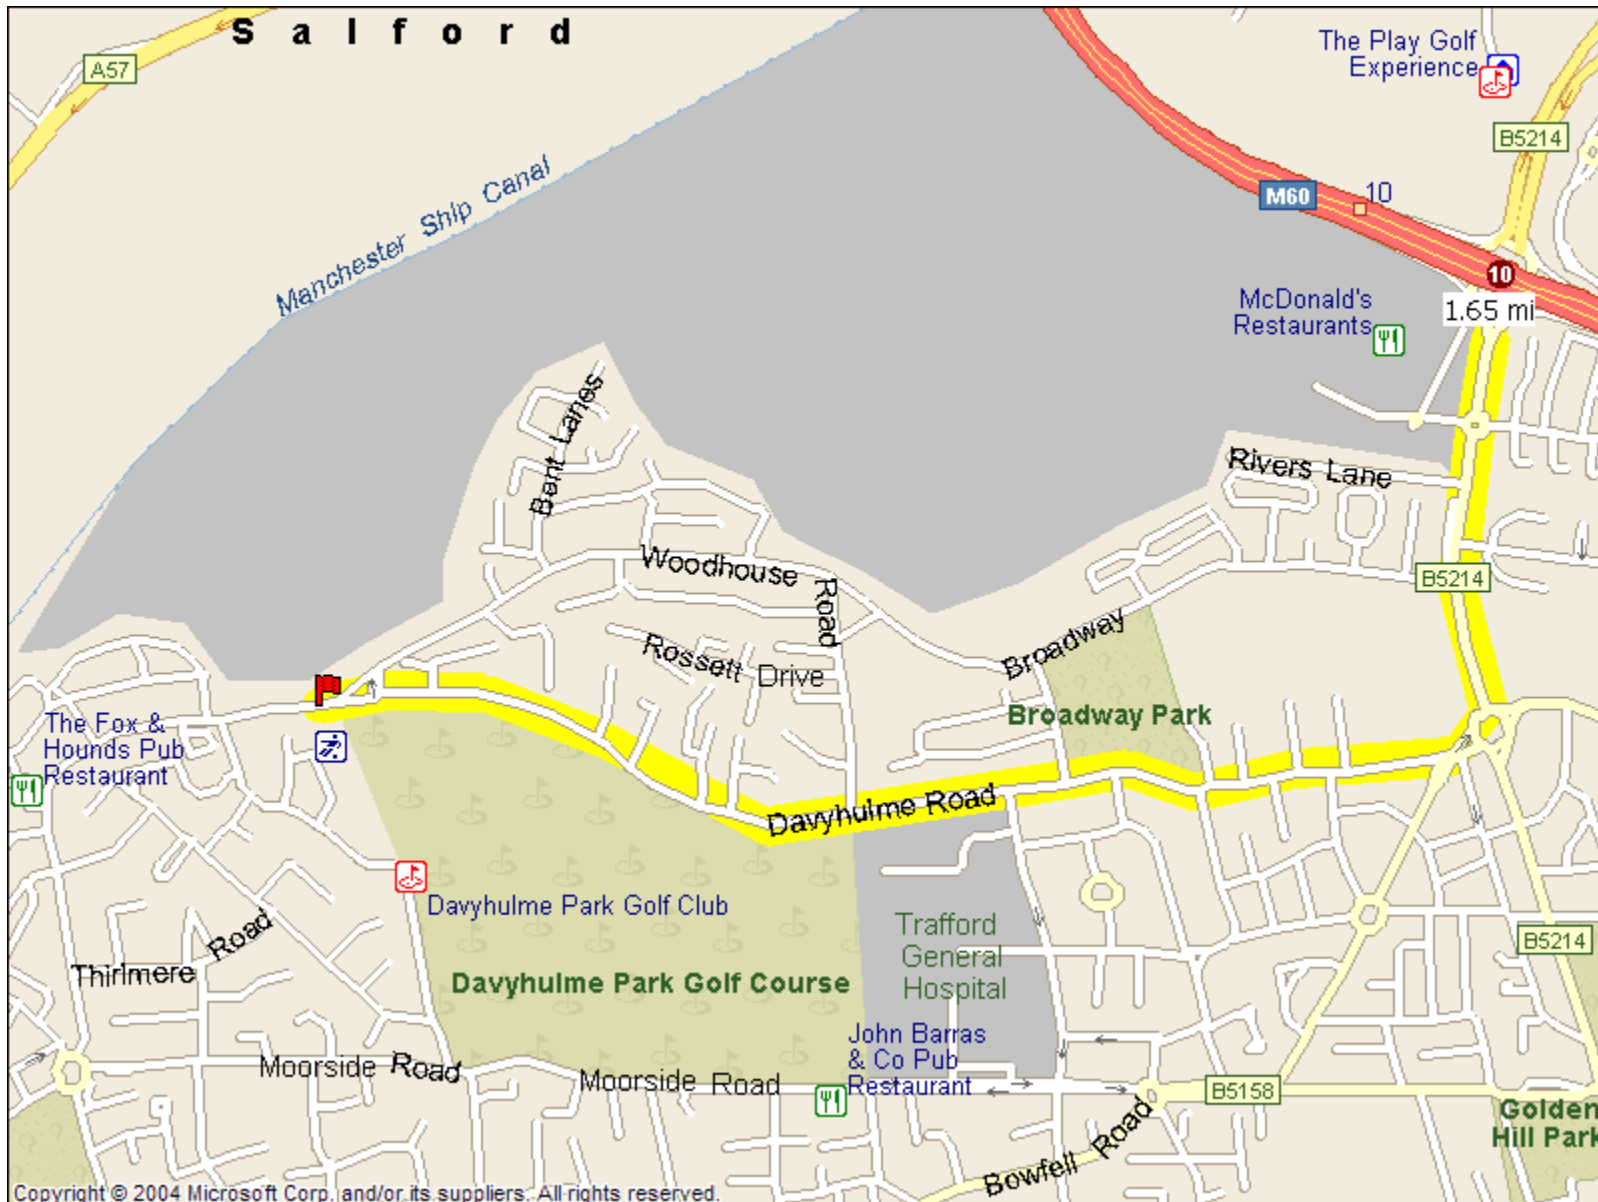 Salford
A57
The Play Golf
Experience
B5214
Manchester Ship Canal
M60
10
10
1.65 mi
McDonald's
Restaurants
Bent Lanes
Rivers Lane
Woodhouse
Road
B5214
Rossett Drive
Broadway
Broadway Park
The Fox &
Hounds Pub
Restaurant
Davyhulme Road
Davyhulme Park Golf Club
Trafford
General
Hospital
B5214
Thirlmere Road
Davyhulme Park Golf Course
John Barras
& Co Pub
Restaurant
Moorside Road
Moorside Road
B5158
Golden
Hill Park
Bowfell Road
Copyright © 2004 Microsoft Corp. and/or its suppliers. All rights reserved.